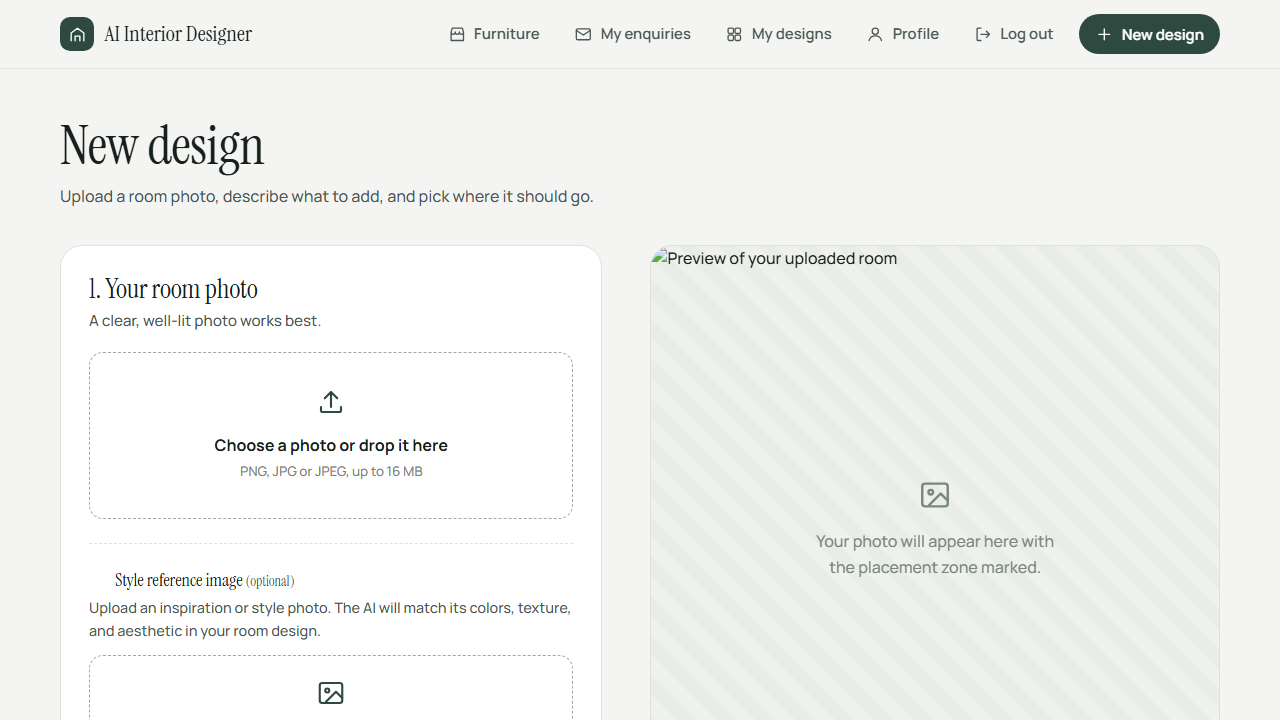 AI Interior Designer
Furniture
My enquiries
My designs
Profile
Log out
New design
New design
Upload a room photo, describe what to add, and pick where it should go.
1. Your room photo
A clear, well-lit photo works best.
Choose a photo or drop it here
PNG, JPG or JPEG, up to 16 MB
Style reference image (optional)
Upload an inspiration or style photo. The AI will match its colors, texture,
and aesthetic in your room design.
Preview of your uploaded room
Your photo will appear here with
the placement zone marked.